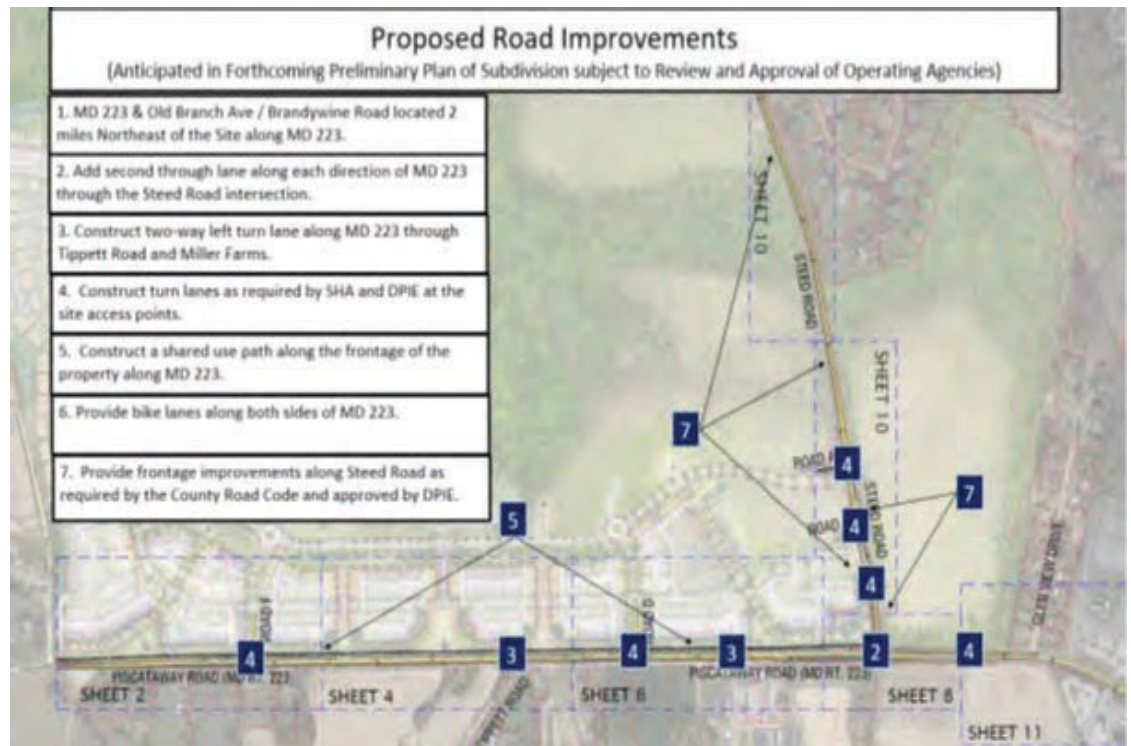 Proposed Road Improvements
(Anticipated in Forthcoming Preliminary Plan of Subdivision subject to Review and Approval of Operating Agencies)
1. MD 223 & Old Branch Ave / Brandywine Road located 2
miles Northeast of the Site along MD 223.
2. Add second through lane along each direction of MD 223
through the Steed Road intersection.
3. Construct two-way left turn lane along MD 223 through
Tippett Road and Miller Farms.
4. Construct turn lanes as required by SHA and DPIE at the
site access points.
5. Construct a shared use path along the frontage of the
property along MD 223.
6. Provide bike lanes along both sides of MD 223.
7. Provide frontage improvements along Steed Road as
required by the County Road Code and approved by DPIE.
SHEET 10
STEED ROAD
SHEET 10
7
ROAD
4
7
5
ROAD
4
STEED ROAD
4
4
3
4
3
2
4
PISCATAWAY ROAD (MD RT. 223
PISCATAWAY ROAD (MD RT. 223)
SHEET 2
SHEET 4
SHEET 6
SHEET 8
ROAD
SHEET 11